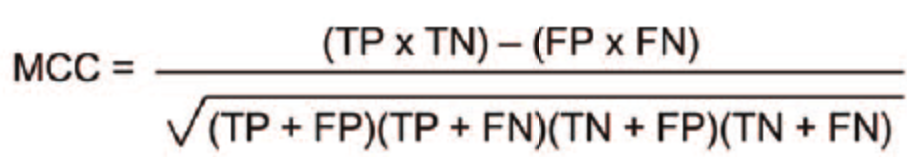 MCC = (TP x TN) – (FP x FN)
√(TP + FP)(TP + FN)(TN + FP)(TN + FN)